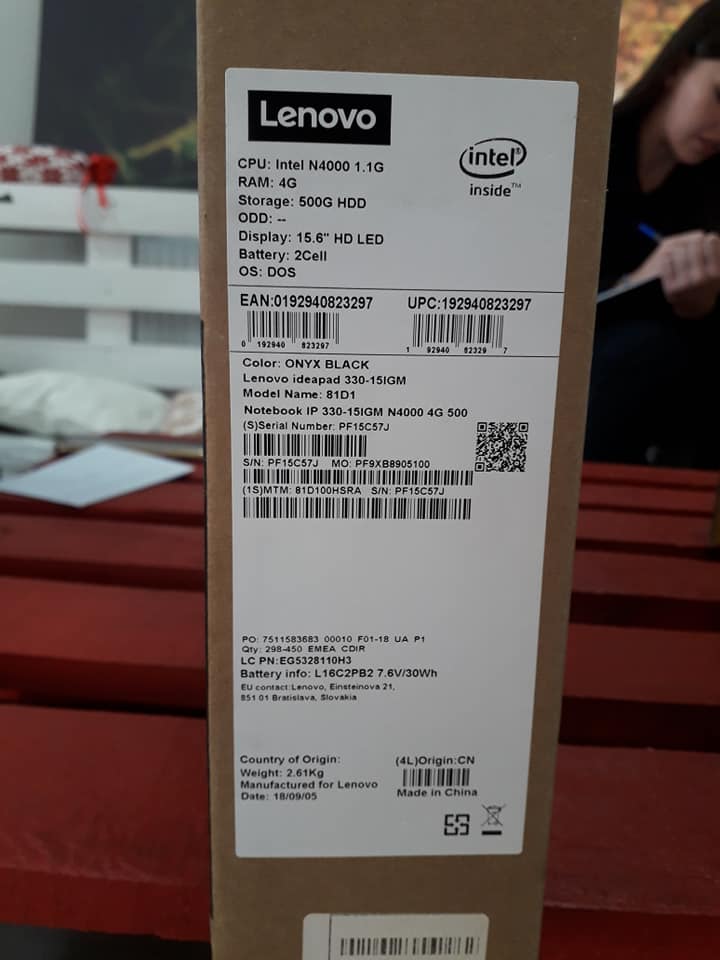 Lenovo
intel®
inside™
CPU: Intel N4000 1.1G
RAM: 4G
Storage: 500G HDD
ODD: --
Display: 15.6" HD LED
Battery: 2Cell
OS: DOS
EAN:0192940823297 UPC:192940823297
0 192940 823297 1 92940 82329 7
Color: ONYX BLACK
Lenovo ideapad 330-15IGM
Model Name: 81D1
Notebook IP 330-15IGM N4000 4G 500
(S)Serial Number: PF15C57J
S/N: PF15C57J MO: PF9XB8905100
(1S)MTM: 81D100HSRA S/N: PF15C57J
PO: 7511583683 00010 F01-18 UA P1
Qty: 298-450 EMEA CDIR
LC PN:EG5328110H3
Battery info: L16C2PB2 7.6V/30Wh
EU contact:Lenovo, Einsteinova 21,
851 01 Bratislava, Slovakia
Country of Origin: (4L)Origin:CN
Weight: 2.61Kg
Manufactured for Lenovo
Made in China
Date: 18/09/05